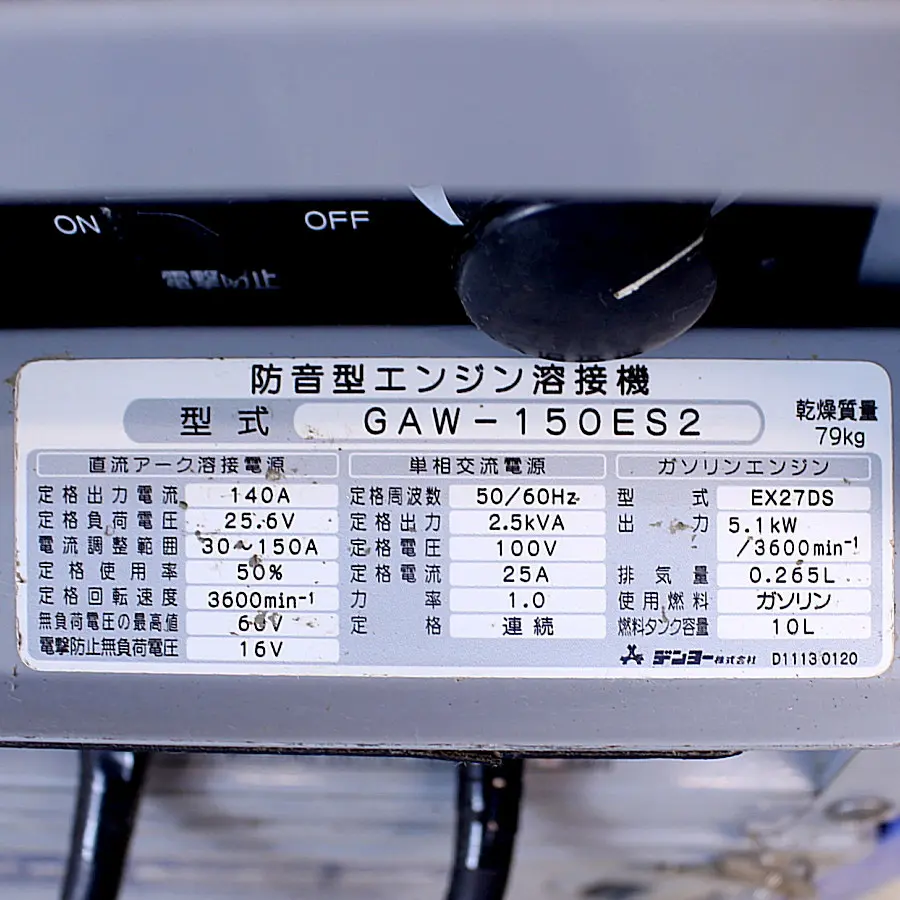 ON OFF
電撃防止
防音型エンジン溶接機
型式 GAW-150ES2
乾燥質量
79kg
直流アーク溶接電源
定格出力電流 140A
定格負荷電圧 25.6V
電流調整範囲 30~150A
定格使用率 50%
定格回転速度 3600min⁻¹
無負荷電圧の最高値
電撃防止無負荷電圧 16V
単相交流電源
定格周波数 50/60Hz
定格出力 2.5kVA
定格電圧 100V
定格電流 25A
力率 1.0
定格 連続
ガソリンエンジン
型式 EX27DS
出力 5.1kW
/3600min⁻¹
排気量 0.265L
使用燃料 ガソリン
燃料タンク容量 10L
デンヨー株式会社 D1113 0120